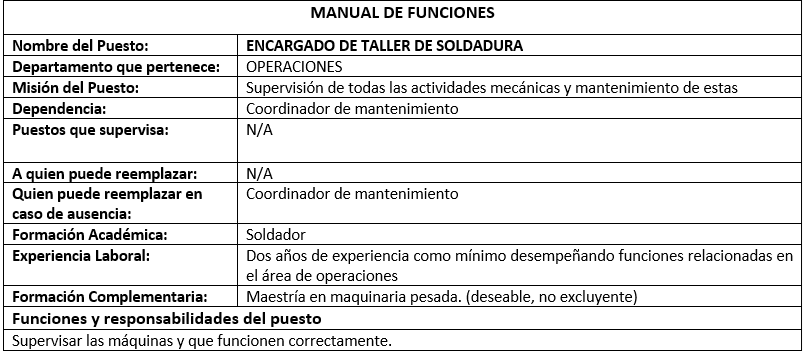 MANUAL DE FUNCIONES
Nombre del Puesto: ENCARGADO DE TALLER DE SOLDADURA
Departamento que pertenece: OPERACIONES
Misión del Puesto: Supervisión de todas las actividades mecánicas y mantenimiento de estas
Dependencia: Coordinador de mantenimiento
Puestos que supervisa: N/A
A quien puede reemplazar: N/A
Quien puede reemplazar en Coordinador de mantenimiento
caso de ausencia:
Formación Académica: Soldador
Experiencia Laboral: Dos años de experiencia como mínimo desempeñando funciones relacionadas en
el área de operaciones
Formación Complementaria: Maestría en maquinaria pesada. (deseable, no excluyente)
Funciones y responsabilidades del puesto
Supervisar las máquinas y que funcionen correctamente.